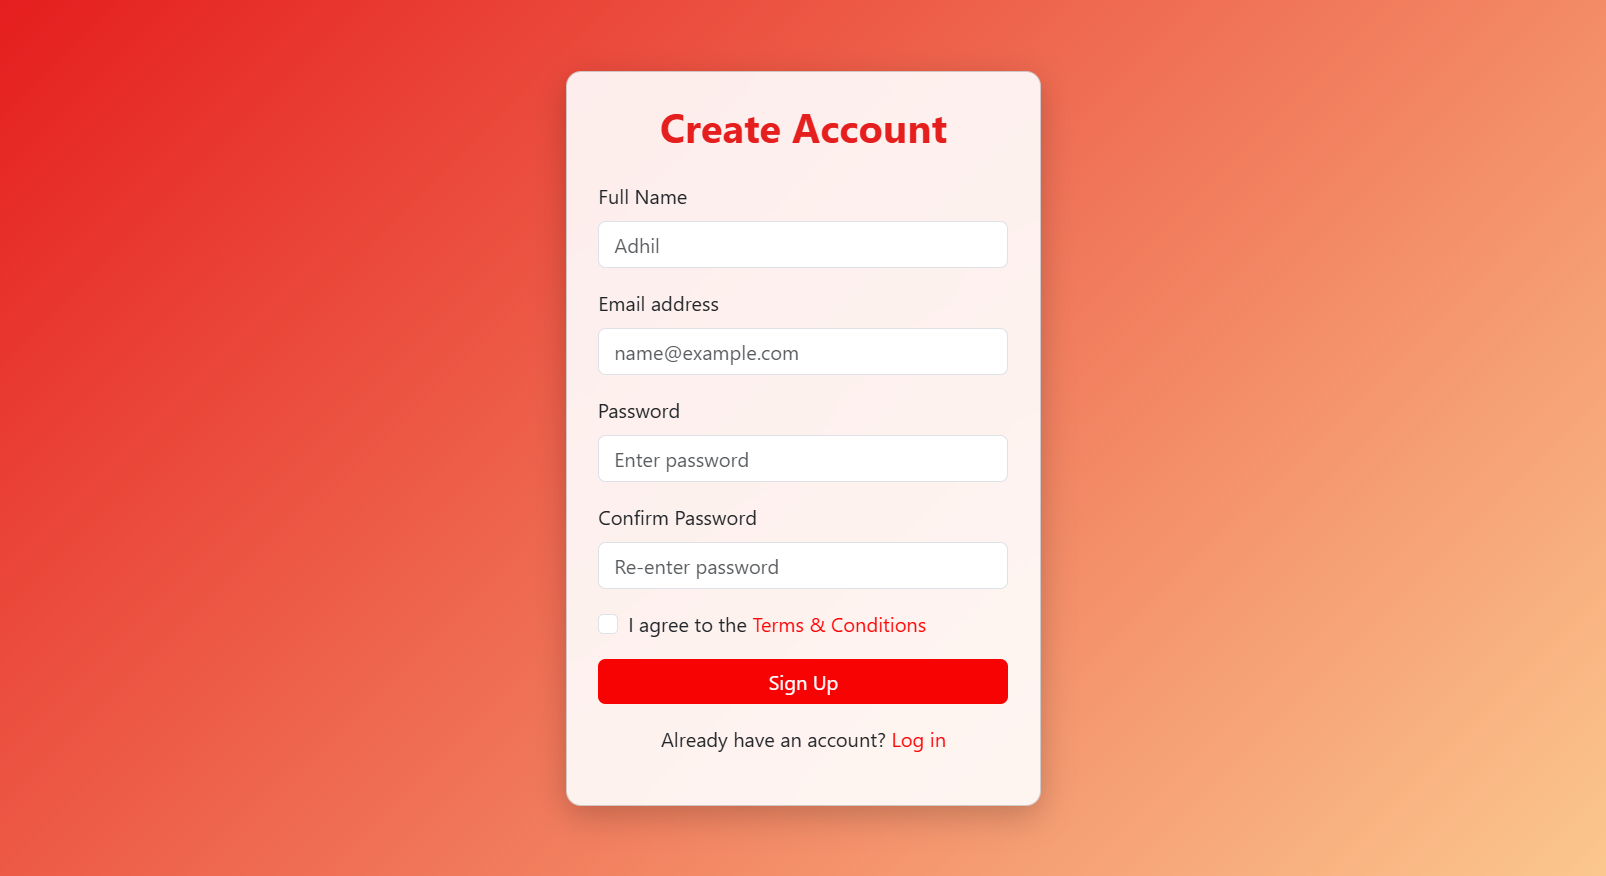 Create Account
Full Name
Adhil
Email address
name@example.com
Password
Enter password
Confirm Password
Re-enter password
I agree to the Terms & Conditions
Sign Up
Already have an account? Log in